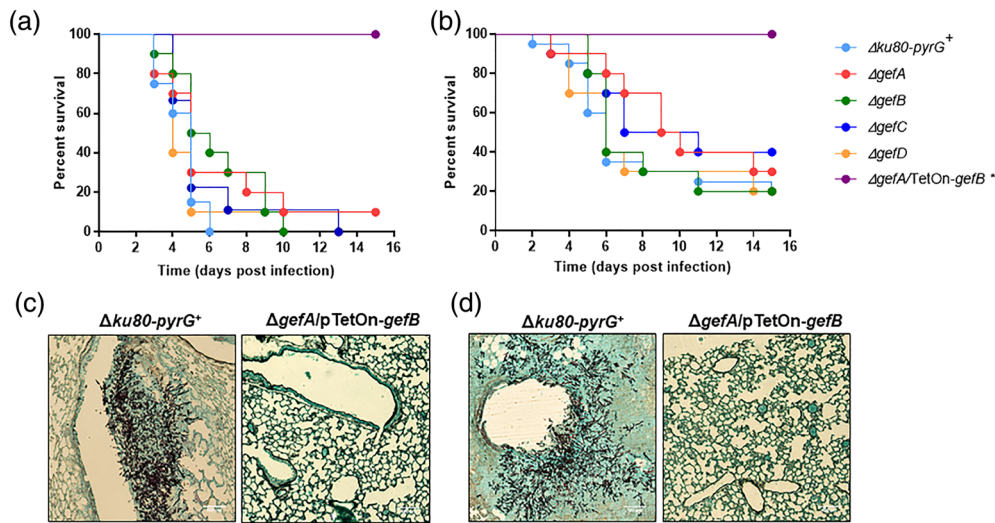 (a)
Percent survival
100
80
60
40
20
0
0 2 4 6 8 10 12 14 16
Time (days post infection)
(b)
Percent survival
100
80
60
40
20
0
0 2 4 6 8 10 12 14 16
Time (days post infection)
Δku80-pyrG+
ΔgefA
ΔgefB
ΔgefC
ΔgefD
ΔgefA/TetOn-gefB *
(c)
Δku80-pyrG+
ΔgefA/pTetOn-gefB
(d)
Δku80-pyrG+
ΔgefA/pTetOn-gefB